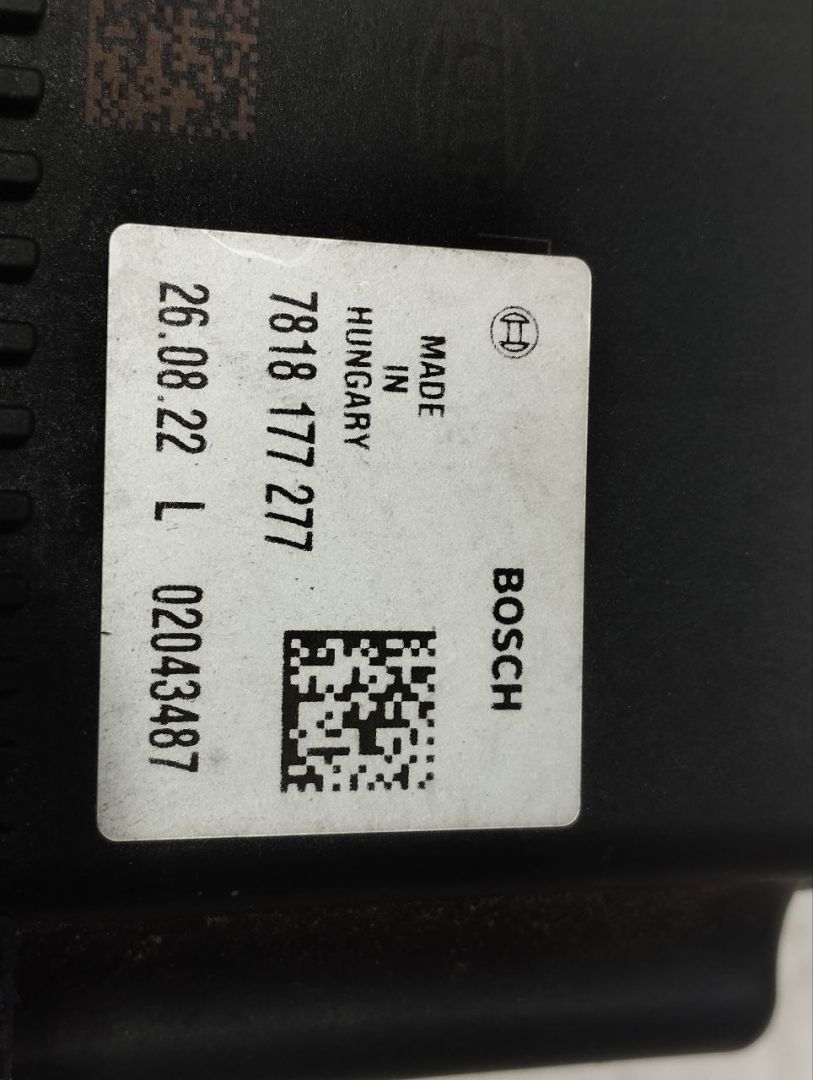 BOSCH
MADE
IN
HUNGARY
7818 177 277
26.08.22 L 02043487